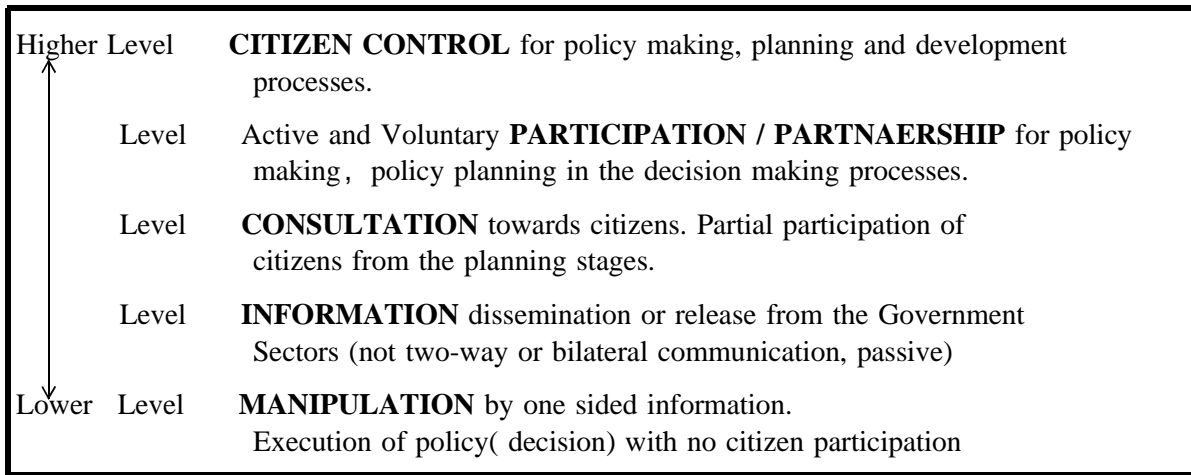 Higher Level CITIZEN CONTROL for policy making, planning and development
processes.
Level Active and Voluntary PARTICIPATION / PARTNAERSHIP for policy
making, policy planning in the decision making processes.
Level CONSULTATION towards citizens. Partial participation of
citizens from the planning stages.
Level INFORMATION dissemination or release from the Government
Sectors (not two-way or bilateral communication, passive)
Lower Level MANIPULATION by one sided information.
Execution of policy( decision) with no citizen participation